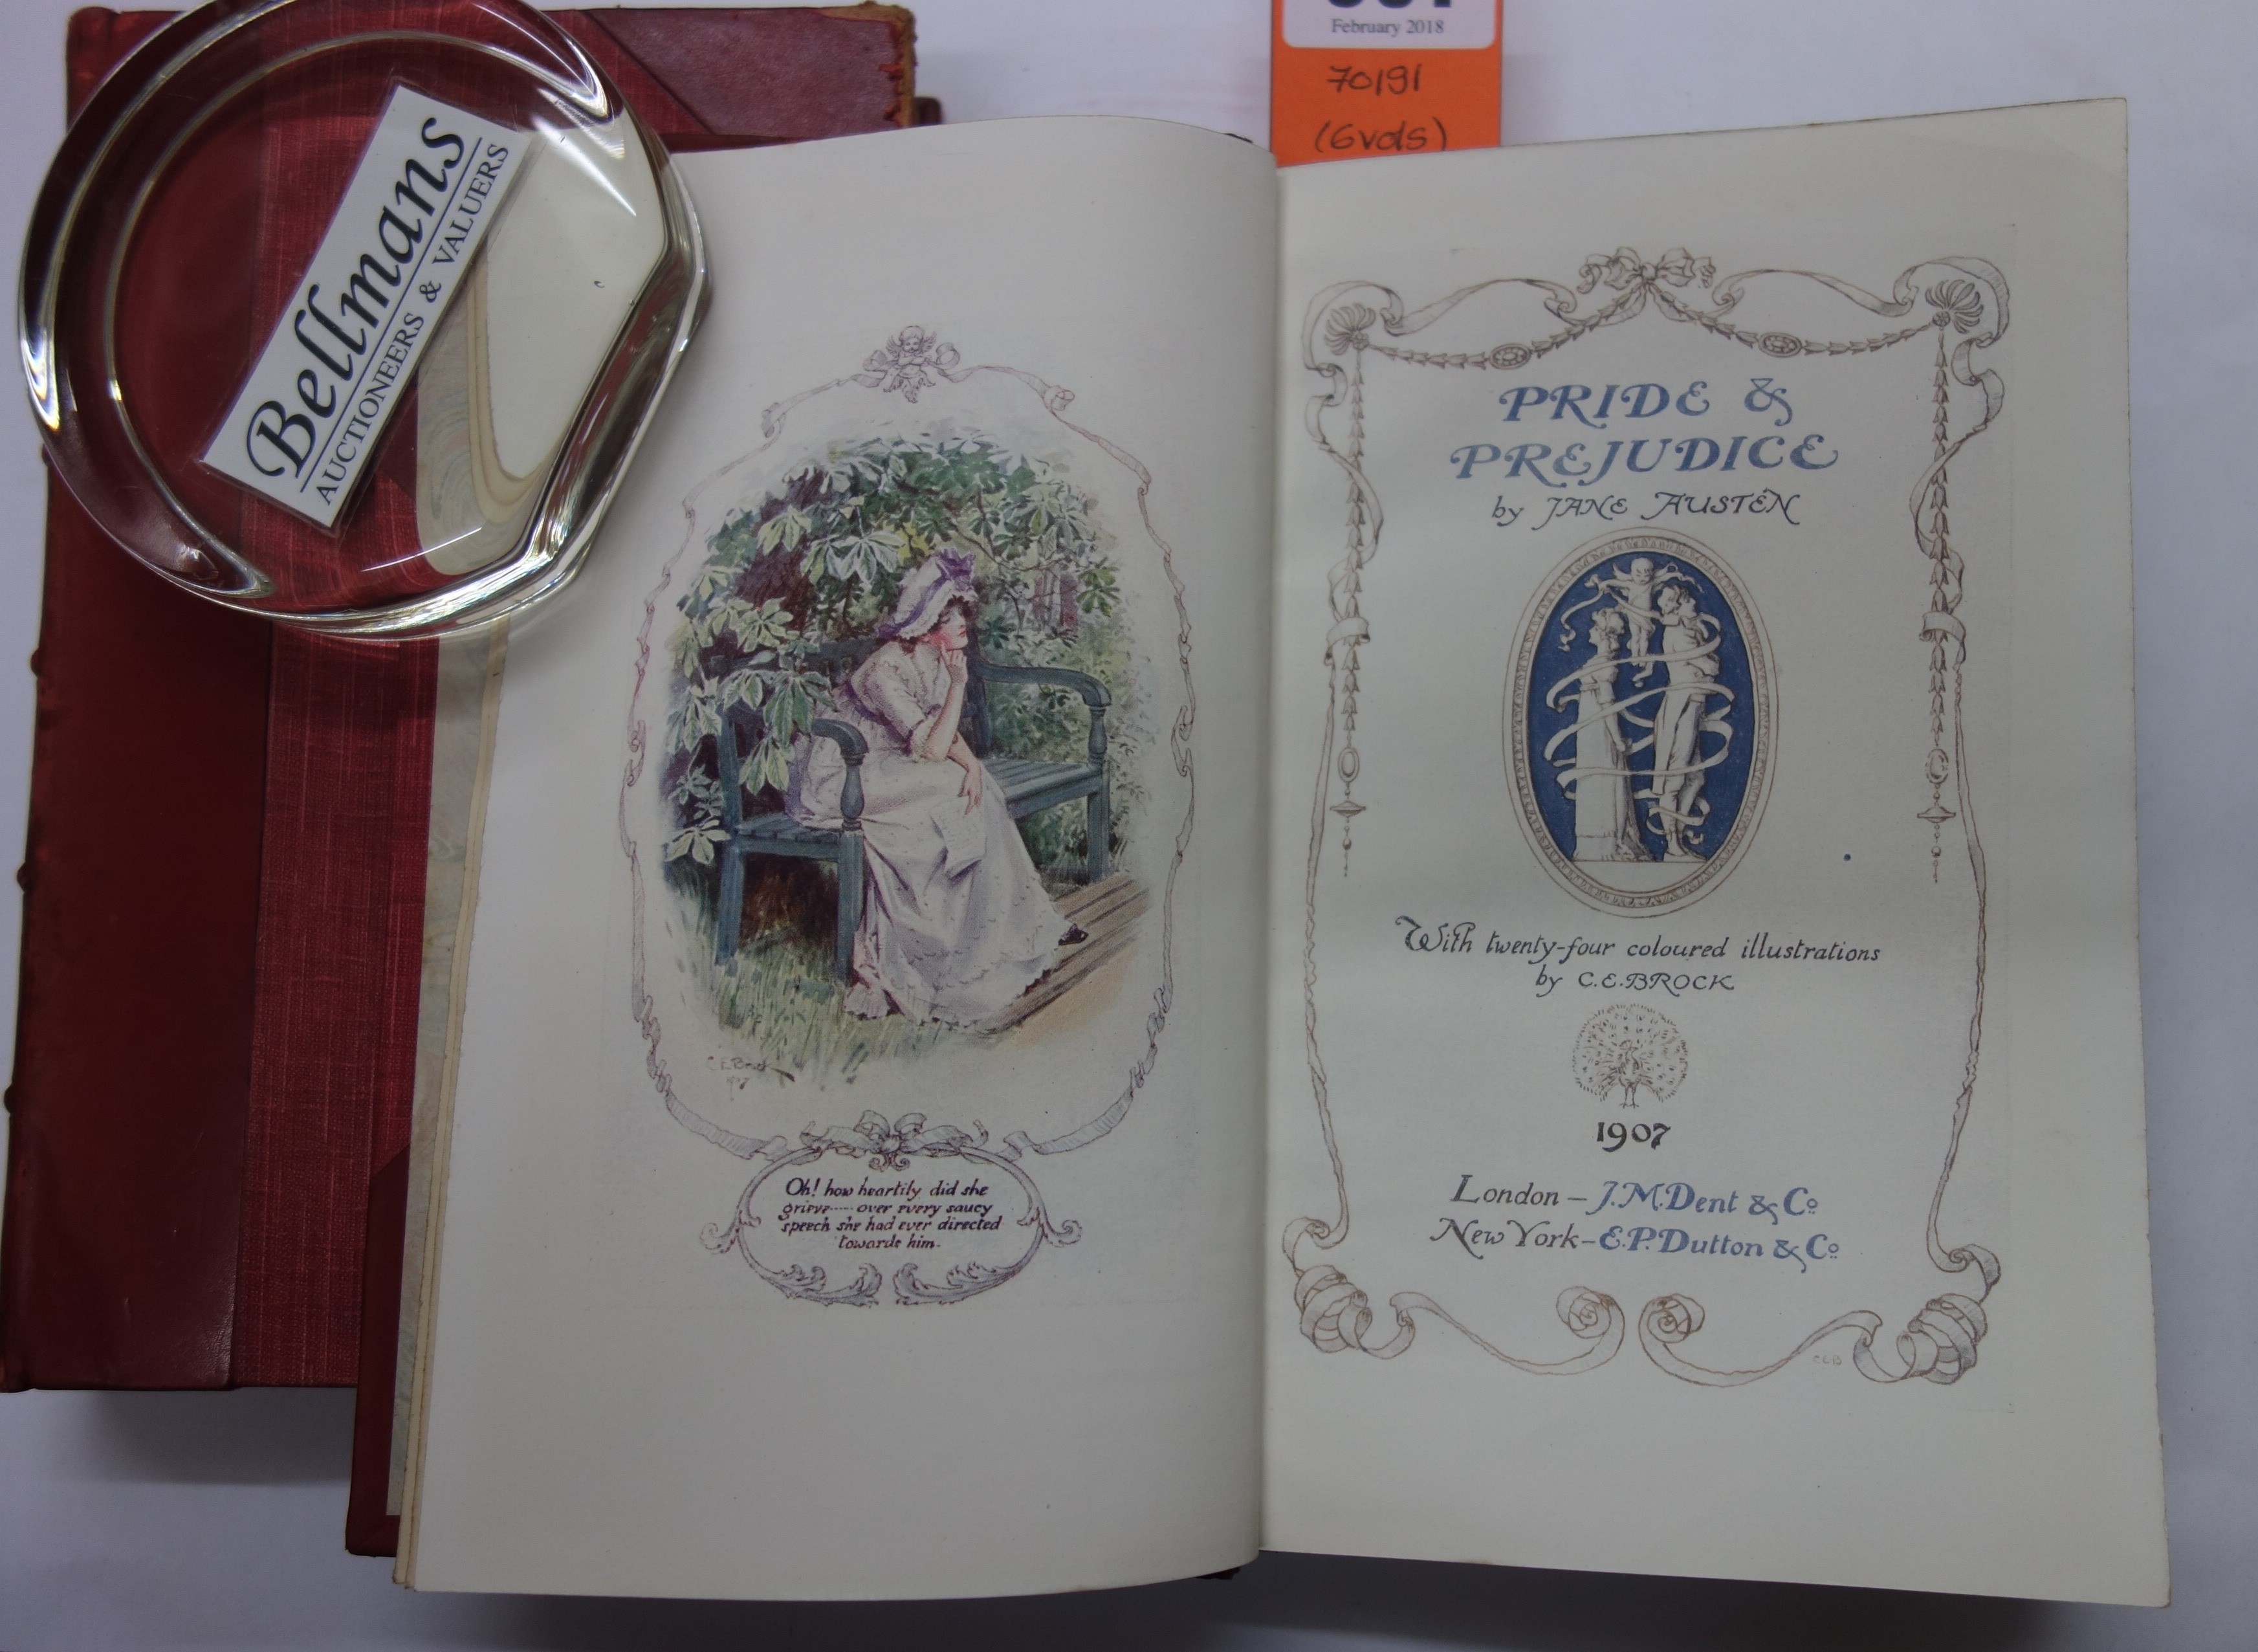 Bellmans
AUCTIONEERS & VALUERS
February 2018
70191
(6vols)
PRIDE &
PREJUDICE
by JANE AUSTEN
With twenty-four coloured illustrations
by C.E.BROCK
1907
London – J.M.Dent & Co
New York – E.P.Dutton & Co
CEB
C E Brock
1907
Oh! how heartily did she
grieve ..... over every saucy
speech she had ever directed
towards him.